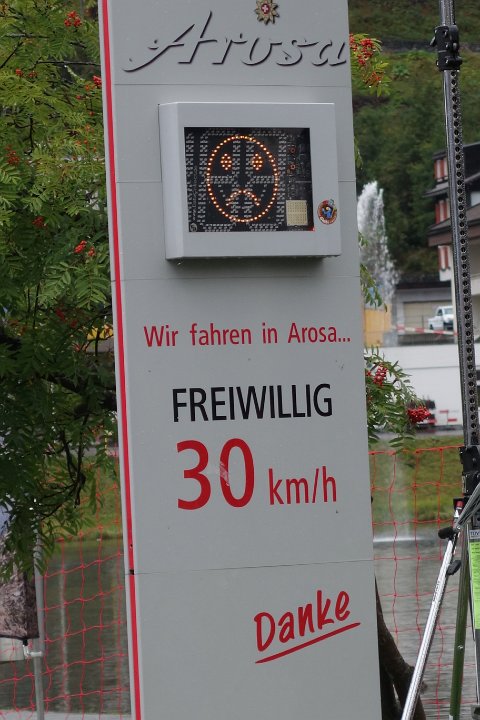 Arosa
Wir fahren in Arosa...
FREIWILLIG
30 km/h
Danke